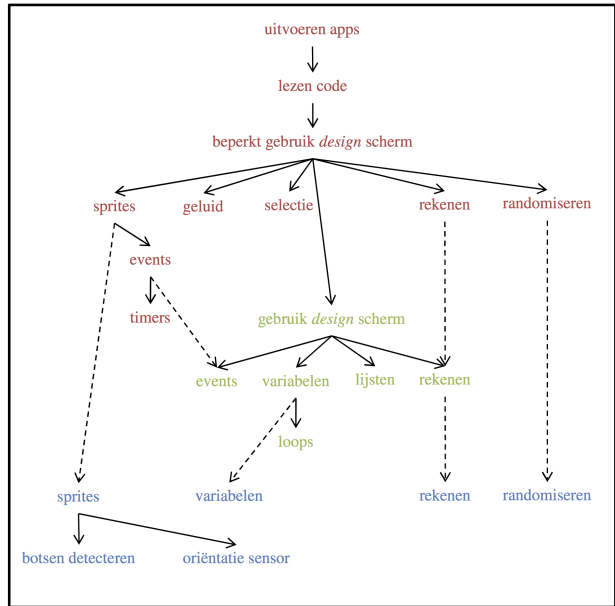 uitvoeren apps
lezen code
beperkt gebruik design scherm
sprites geluid selectie rekenen randomiseren
events
timers
gebruik design scherm
events variabelen lijsten rekenen
loops
sprites variabelen rekenen randomiseren
botsen detecteren oriëntatie sensor